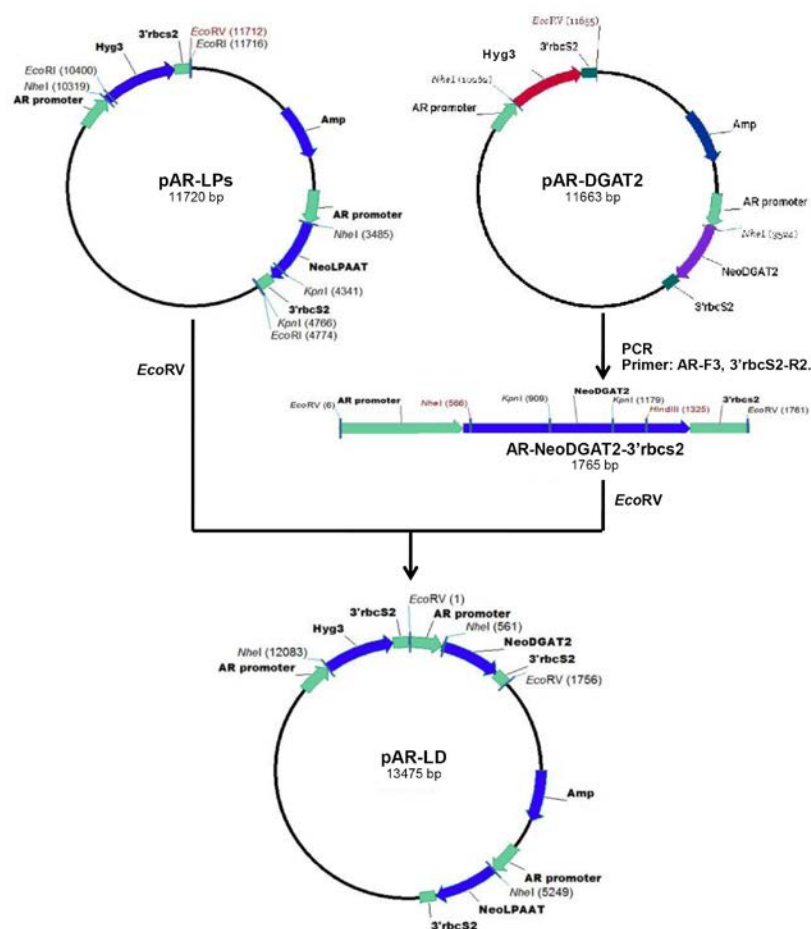 3'rbcs2
EcoRV (11712)
Hyg3
EcoRI (11716)
EcoRI (10400)
NheI (10319)
AR promoter
Amp
pAR-LPs
11720 bp
AR promoter
NheI (3485)
NeoLPAAT
KpnI (4341)
3'rbcS2
KpnI (4766)
EcoRI (4774)
EcoRV (11655)
3'rbcS2
Hyg3
NheI
AR promoter
Amp
pAR-DGAT2
11663 bp
AR promoter
NheI (3524)
NeoDGAT2
3'rbcS2
EcoRV
PCR
Primer: AR-F3, 3'rbcS2-R2.
NeoDGAT2
AR promoter
NheI (566)
KpnI (909)
KpnI (1179)
3'rbcs2
EcoRV (6)
HindIII (1325)
EcoRV (1761)
AR-NeoDGAT2-3'rbcs2
1765 bp
EcoRV
EcoRV (1)
3'rbcS2
AR promoter
Hyg3
NheI (561)
NheI (12083)
NeoDGAT2
AR promoter
3'rbcS2
EcoRV (1756)
pAR-LD
13475 bp
Amp
AR promoter
NheI (5249)
NeoLPAAT
3'rbcS2